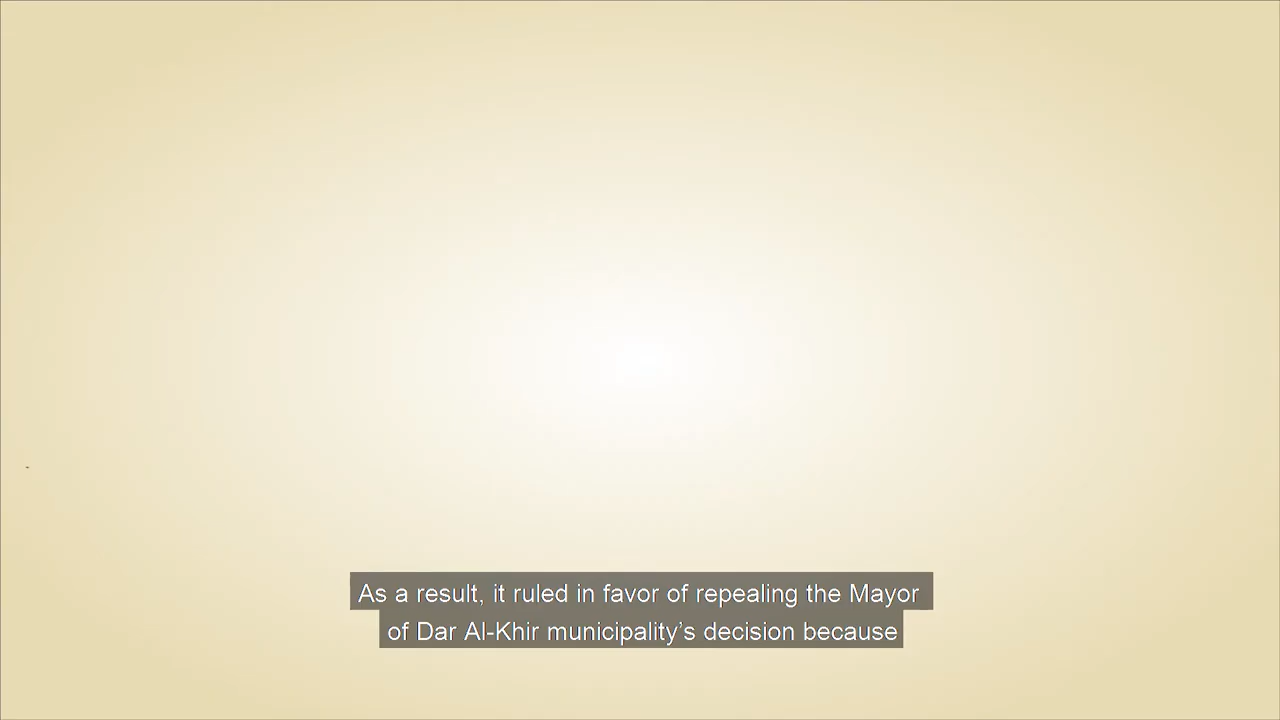 As a result, it ruled in favor of repealing the Mayor
of Dar Al-Khir municipality’s decision because